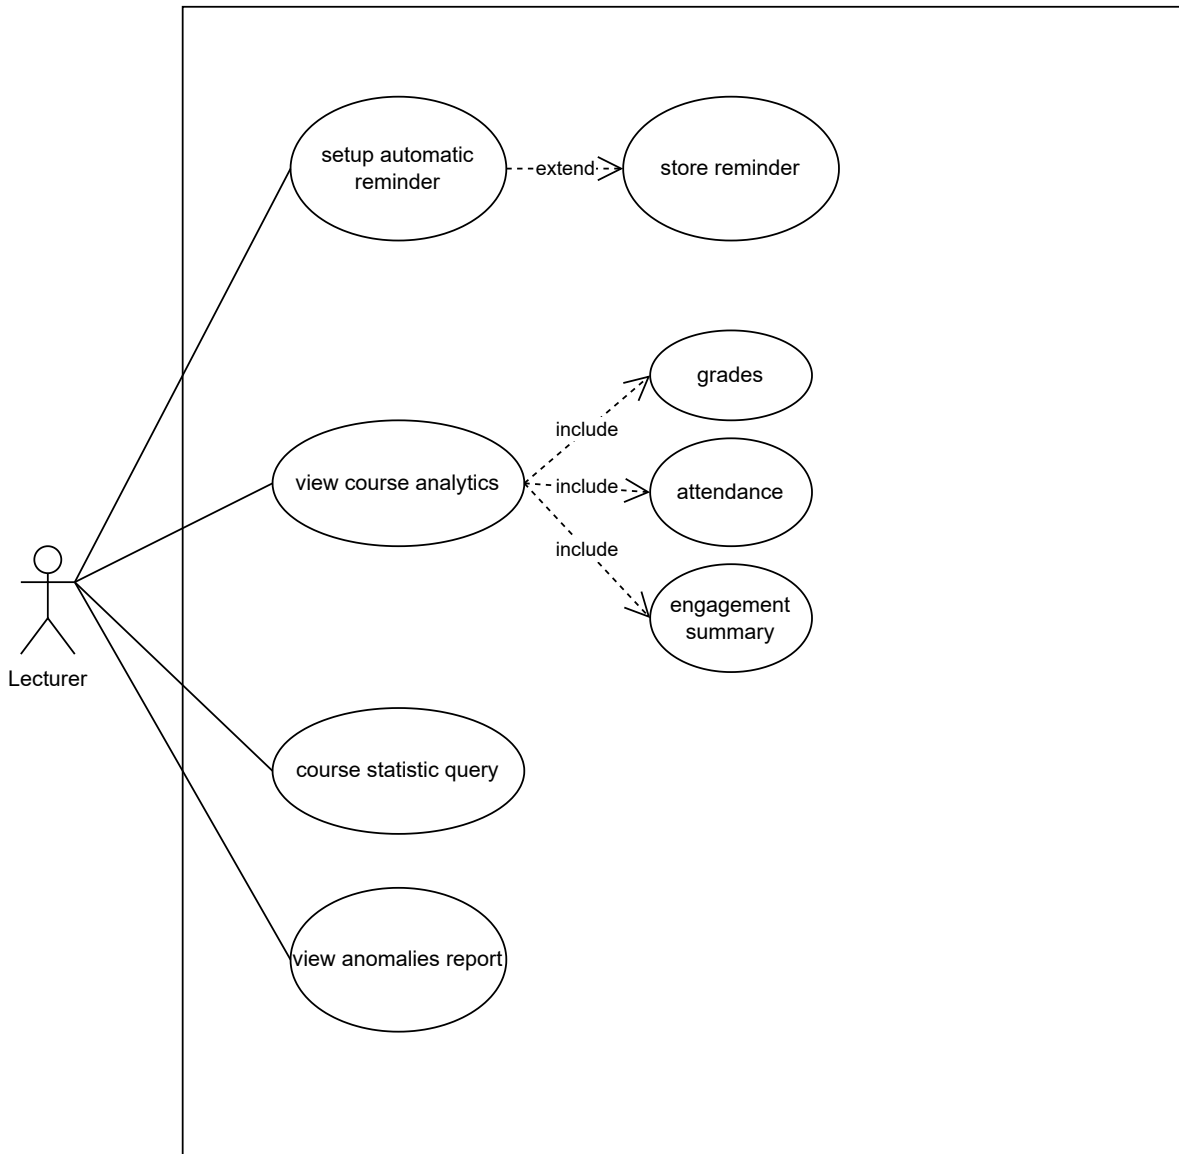 setup automatic
reminder
extend
store reminder
grades
include
view course analytics
include
attendance
include
engagement
summary
Lecturer
course statistic query
view anomalies report